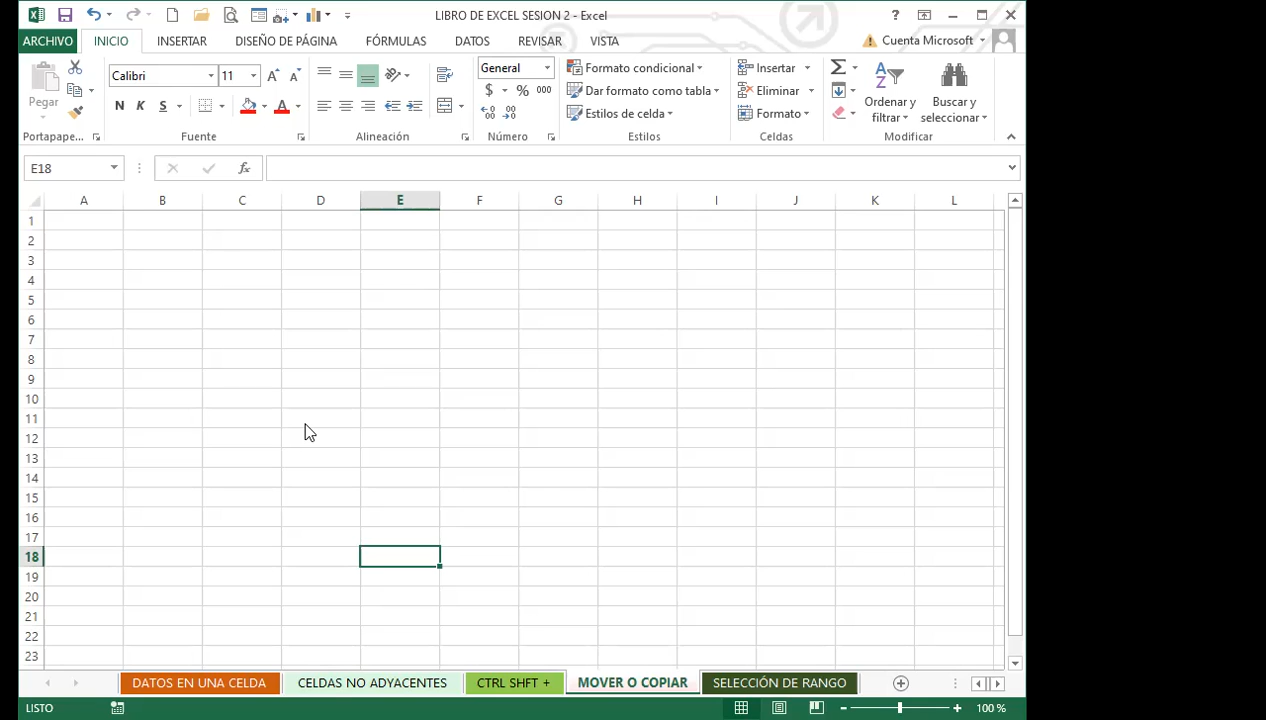 LIBRO DE EXCEL SESION 2 - Excel
?
ARCHIVO INICIO INSERTAR DISEÑO DE PÁGINA FÓRMULAS DATOS REVISAR VISTA Cuenta Microsoft
Pegar
Portapape...
Calibri 11
N K S A
Fuente
Alineación
General
$ % 000
Número
Formato condicional
Dar formato como tabla
Estilos de celda
Estilos
Insertar
Eliminar
Formato
Celdas
Ordenar y filtrar
Buscar y seleccionar
Modificar
E18 fx
A B C D E F G H I J K L
1
2
3
4
5
6
7
8
9
10
11
12
13
14
15
16
17
18
19
20
21
22
23
DATOS EN UNA CELDA CELDAS NO ADYACENTES CTRL SHFT + MOVER O COPIAR SELECCIÓN DE RANGO
LISTO 100 %